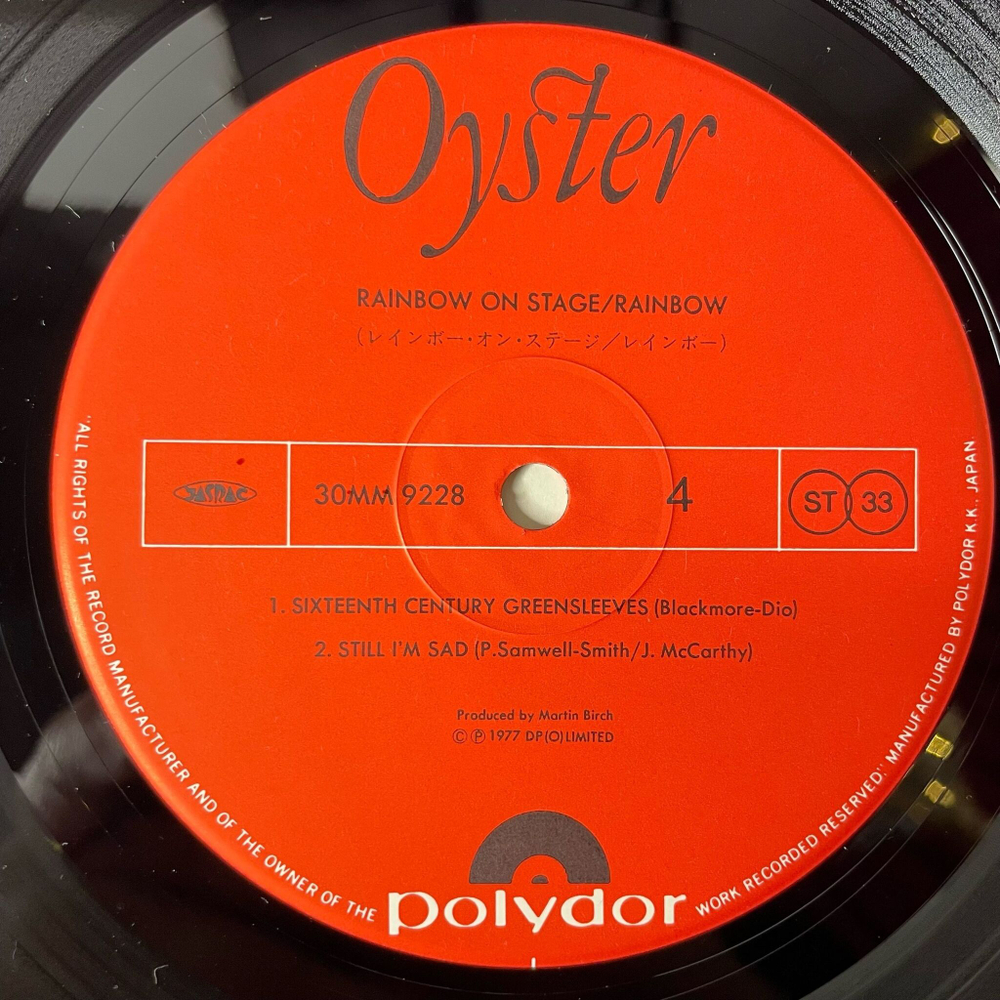 Oyster
RAINBOW ON STAGE/RAINBOW
(レインボー・オン・ステージ/レインボー)
JASRAC
30MM 9228
4
ST 33
1. SIXTEENTH CENTURY GREENSLEEVES (Blackmore-Dio)
2. STILL I'M SAD (P.Samwell-Smith/J. McCarthy)
Produced by Martin Birch
©℗ 1977 DP(O)LIMITED
polydor
"ALL RIGHTS OF THE RECORD MANUFACTURER AND OF THE OWNER OF THE WORK RECORDED RESERVED." MANUFACTURED BY POLYDOR K.K., JAPAN